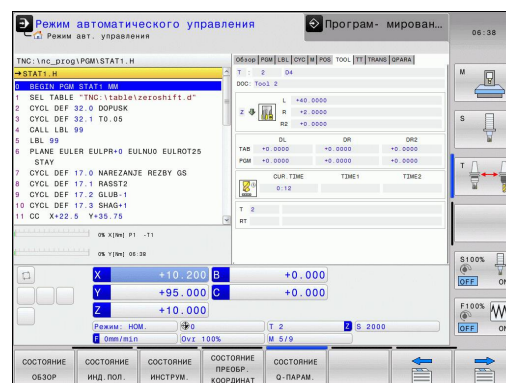 Режим автоматического управления
Режим авт. управления
Програм- мирован...
06:38
TNC:\nc_prog\PGM\STAT1.H
→STAT1.H
0 BEGIN PGM STAT1 MM
1 SEL TABLE "TNC:\table\zeroshift.d"
2 CYCL DEF 32.0 DOPUSK
3 CYCL DEF 32.1 T0.05
4 CALL LBL 99
5 LBL 99
6 PLANE EULER EULPR+0 EULNU0 EULROT25
STAY
7 CYCL DEF 17.0 NAREZANJE REZBY GS
8 CYCL DEF 17.1 RASST2
9 CYCL DEF 17.2 GLUB-1
10 CYCL DEF 17.3 SHAG+1
11 CC X+22.5 Y+35.75
0% X[Nm] P1 -T1
0% Y[Nm] 06:38
Обзор PGM LBL CYC M POS TOOL TT TRANS QPARA
T : 2 D4
DOC: Tool 2
L +40.0000
Z R +2.0000
R2 +0.0000
DL DR DR2
TAB +0.0000 +0.0000 +0.0000
PGM +0.0000 +0.0000 +0.0000
CUR.TIME TIME1 TIME2
0:12
T 2
RT
X +10.200 B +0.000
Y +95.000 C +0.000
Z +10.000
Режим: НОМ. 0 T 2 Z S 2000
F 0mm/min Ovr 100% M 5/9
M
S
T
S100%
OFF ON
F100%
OFF ON
СОСТОЯНИЕ ОБЗОР
СОСТОЯНИЕ ИНД.ПОЛ.
СОСТОЯНИЕ ИНСТРУМ.
СОСТОЯНИЕ ПРЕОБР. КООРДИНАТ
СОСТОЯНИЕ Q-ПАРАМ.